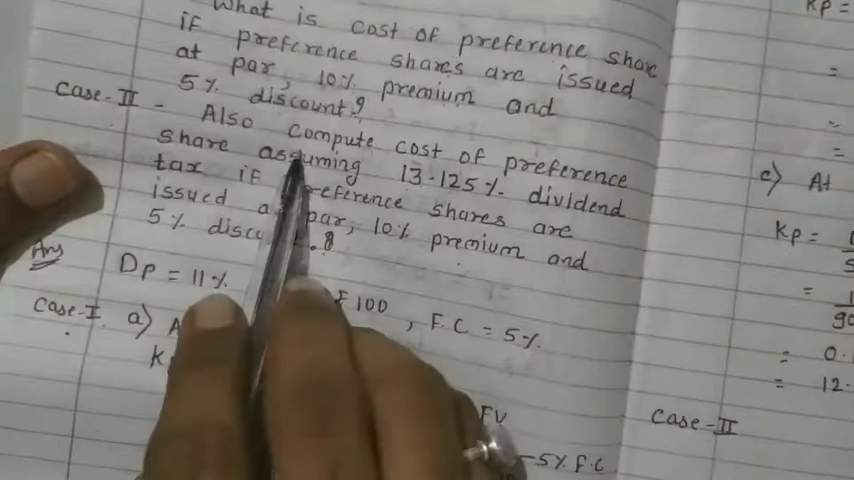 What is cost of preference share
if preference shares are issued
at par, 10% premium and
5% discount?
Case-II - Also compute cost of preference
share assuming 13.125% dividend
tax if preference shares are
issued par, 10% premium and
5%
Ans
Dp = 11%
Case-I a)
₹100, F.C = 5%
FV
-5% F.C
Kp =
=
=
=
c) At
Kp =
=
= 0.
= 12.
Case-II